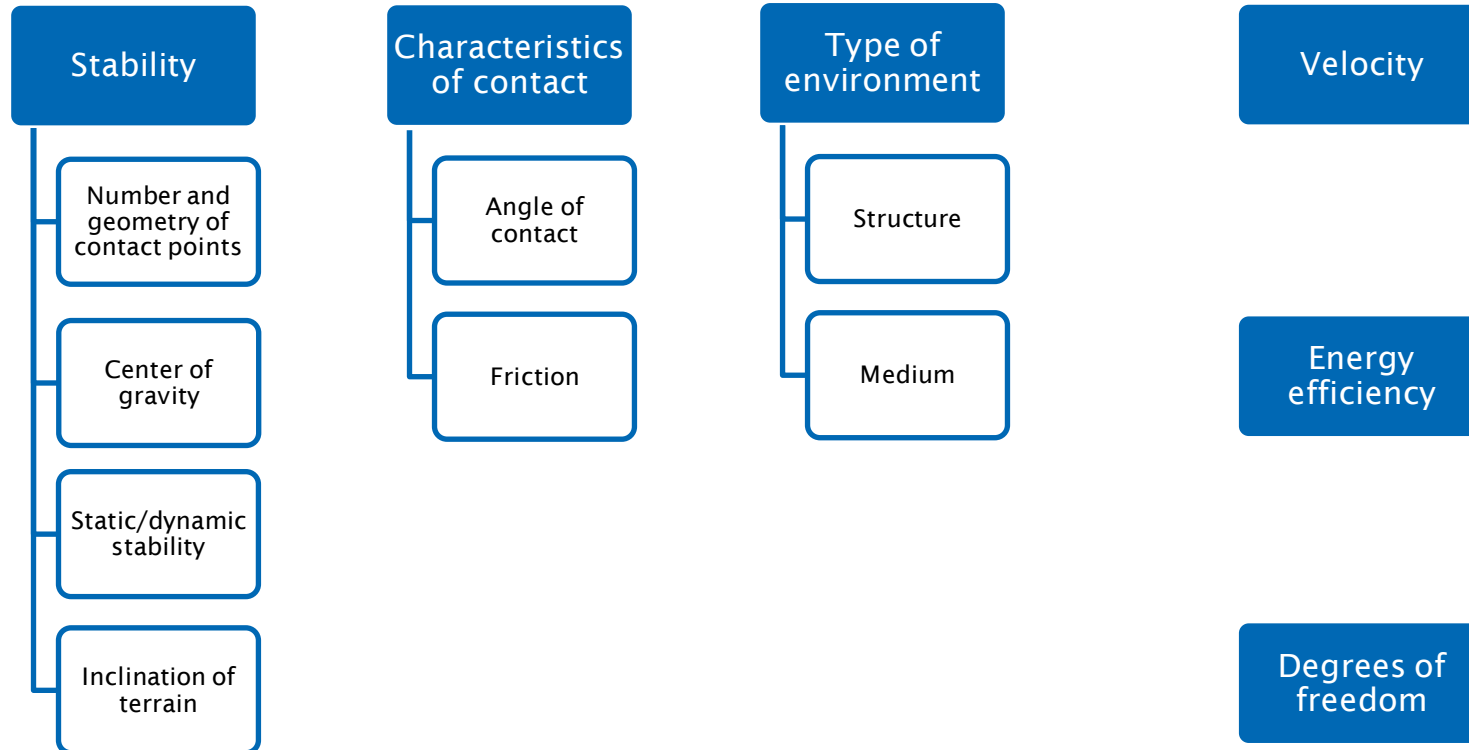 Stability
Number and
geometry of
contact points
Center of
gravity
Static/dynamic
stability
Inclination of
terrain
Characteristics
of contact
Angle of
contact
Friction
Type of
environment
Structure
Medium
Velocity
Energy
efficiency
Degrees of
freedom